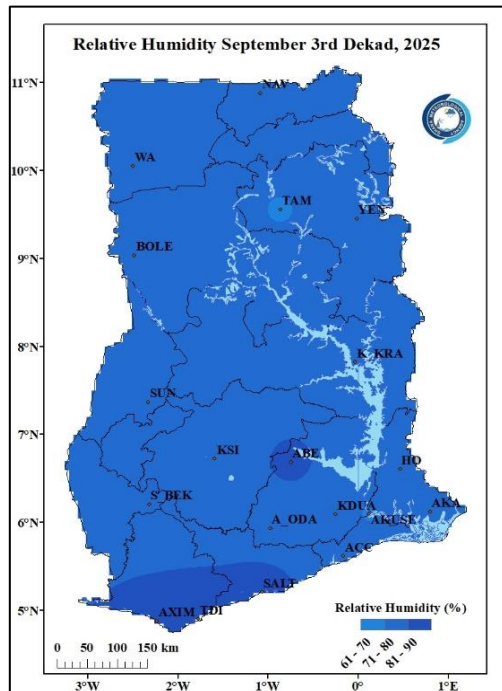 Relative Humidity September 3rd Dekad, 2025
11°N
NAV
10°N
WA
TAM
YEN
9°N
BOLE
8°N
K_KRA
SUN
7°N
KSI
ABE
HO
S_BEK
AKA
KDUA
6°N
A_ODA
AKUSE
ACC
SALT
5°N
AXIM
TDI
Relative Humidity (%)
0 50 100 150 km
61 - 70
71 - 80
81 - 90
3°W 2°W 1°W 0° 1°E